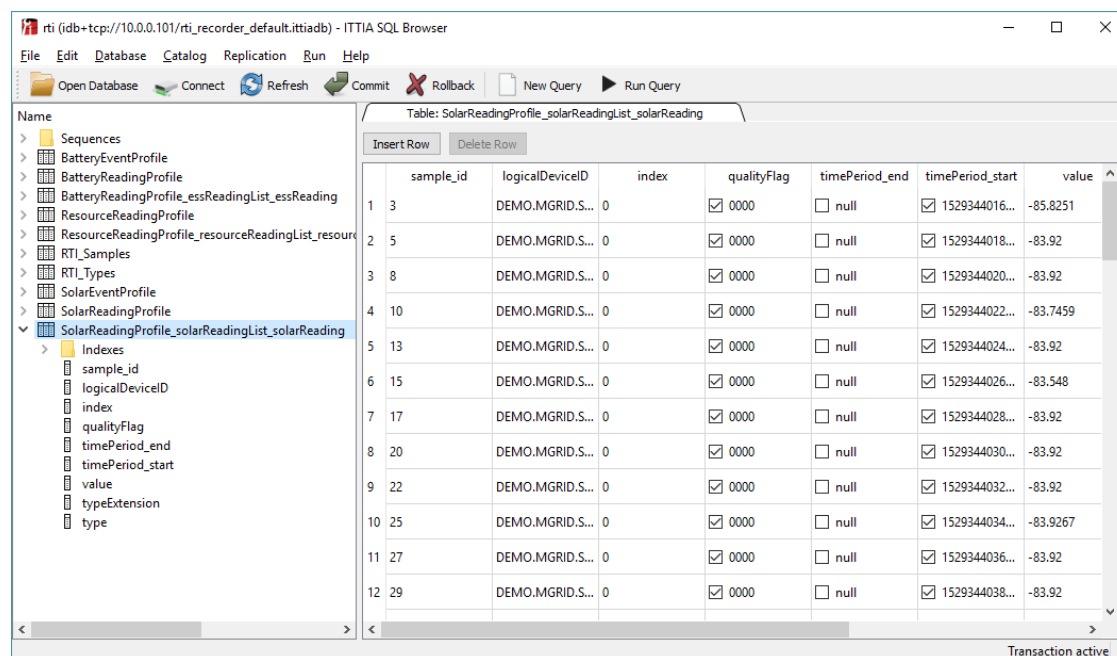 rti (idb+tcp://10.0.0.101/rti_recorder_default.ittiadb) - ITTIA SQL Browser
File Edit Database Catalog Replication Run Help
Open Database Connect Refresh Commit Rollback New Query Run Query
Name
Sequences
BatteryEventProfile
BatteryReadingProfile
BatteryReadingProfile_essReadingList_essReading
ResourceReadingProfile
ResourceReadingProfile_resourceReadingList_resourc
RTI_Samples
RTI_Types
SolarEventProfile
SolarReadingProfile
SolarReadingProfile_solarReadingList_solarReading
Indexes
sample_id
logicalDeviceID
index
qualityFlag
timePeriod_end
timePeriod_start
value
typeExtension
type
Table: SolarReadingProfile_solarReadingList_solarReading
Insert Row Delete Row
sample_id logicalDeviceID index qualityFlag timePeriod_end timePeriod_start value
1 3 DEMO.MGRID.S... 0 0000 null 1529344016... -85.8251
2 5 DEMO.MGRID.S... 0 0000 null 1529344018... -83.92
3 8 DEMO.MGRID.S... 0 0000 null 1529344020... -83.92
4 10 DEMO.MGRID.S... 0 0000 null 1529344022... -83.7459
5 13 DEMO.MGRID.S... 0 0000 null 1529344024... -83.92
6 15 DEMO.MGRID.S... 0 0000 null 1529344026... -83.548
7 17 DEMO.MGRID.S... 0 0000 null 1529344028... -83.92
8 20 DEMO.MGRID.S... 0 0000 null 1529344030... -83.92
9 22 DEMO.MGRID.S... 0 0000 null 1529344032... -83.92
10 25 DEMO.MGRID.S... 0 0000 null 1529344034... -83.9267
11 27 DEMO.MGRID.S... 0 0000 null 1529344036... -83.92
12 29 DEMO.MGRID.S... 0 0000 null 1529344038... -83.92
Transaction active